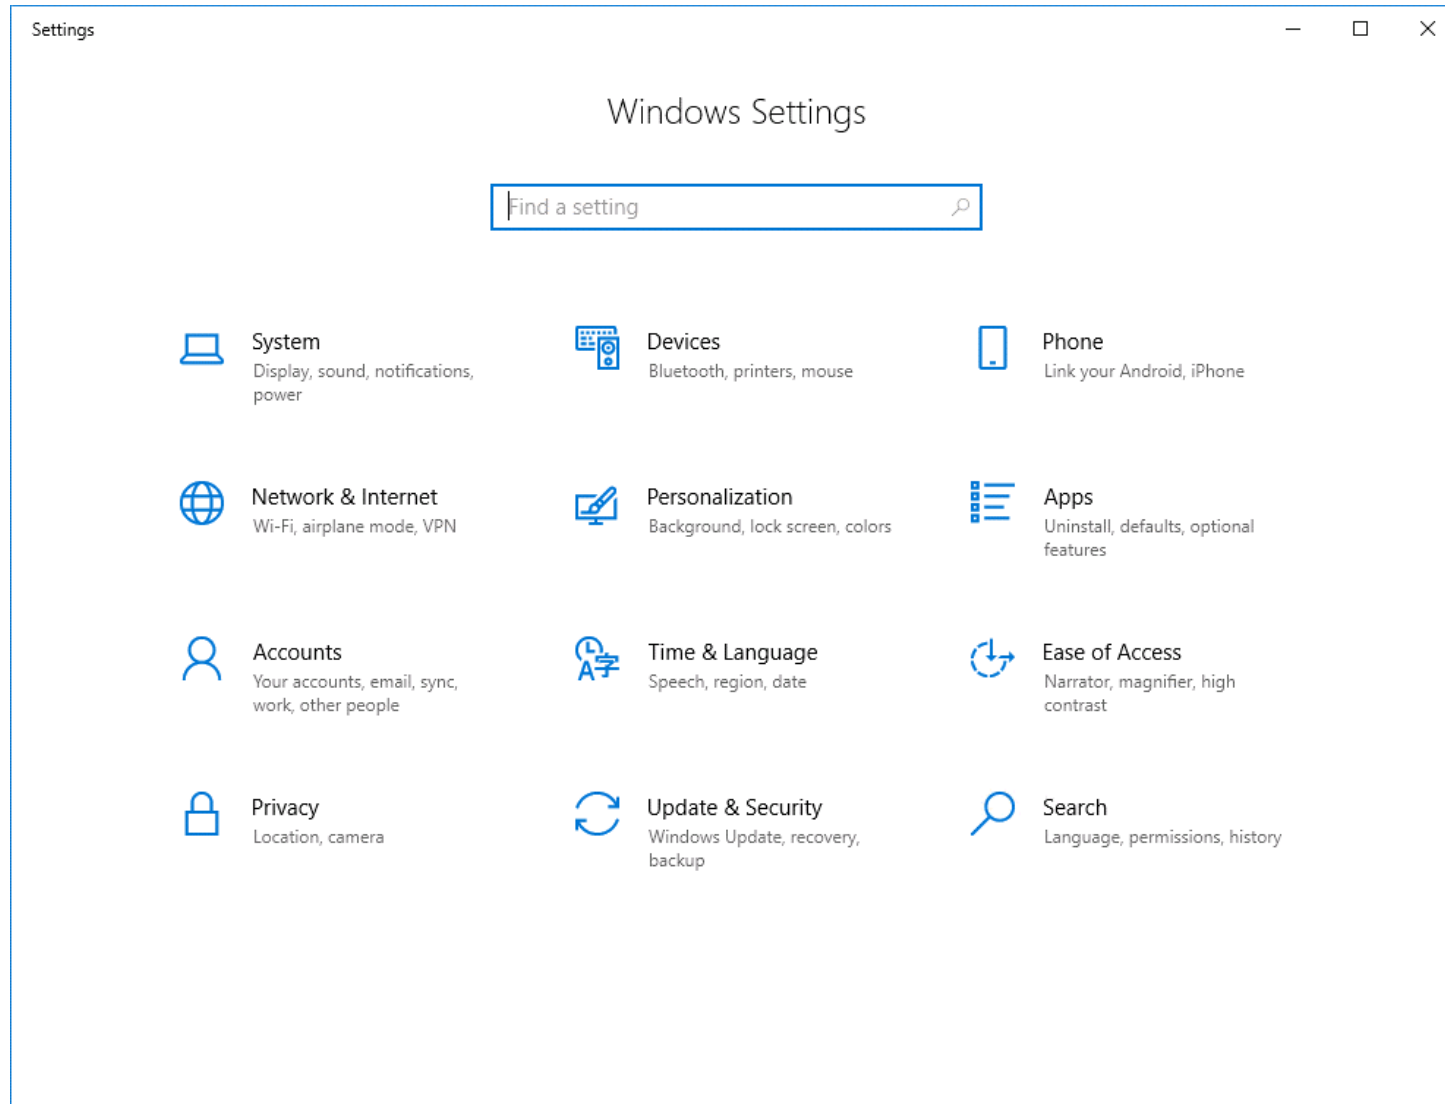 Settings
Windows Settings
Find a setting
System
Display, sound, notifications,
power
Devices
Bluetooth, printers, mouse
Phone
Link your Android, iPhone
Network & Internet
Wi-Fi, airplane mode, VPN
Personalization
Background, lock screen, colors
Apps
Uninstall, defaults, optional
features
Accounts
Your accounts, email, sync,
work, other people
Time & Language
Speech, region, date
Ease of Access
Narrator, magnifier, high
contrast
Privacy
Location, camera
Update & Security
Windows Update, recovery,
backup
Search
Language, permissions, history